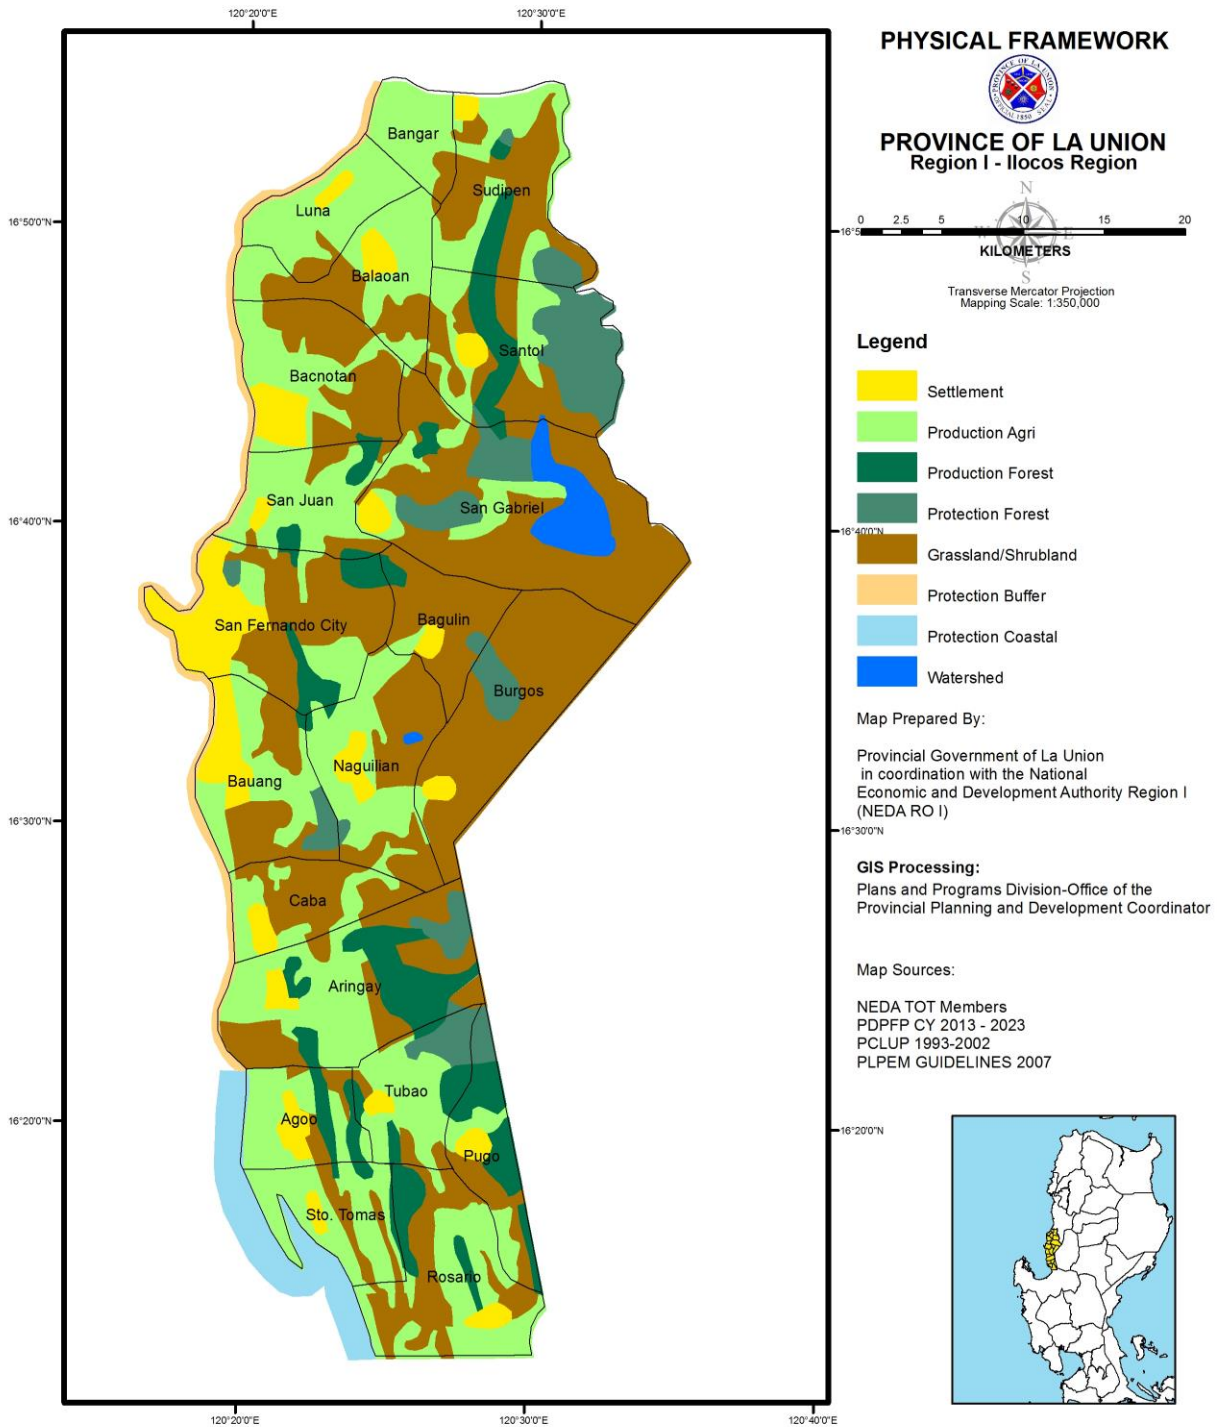 120°20'0"E
120°30'0"E
PHYSICAL FRAMEWORK
PROVINCE OF LA UNION
OFFICIAL 1850 SEAL
PROVINCE OF LA UNION
Region I - Ilocos Region
N
0 2.5 5 10 15 20
W E
KILOMETERS
S
Transverse Mercator Projection
Mapping Scale: 1:350,000
Legend
Settlement
Production Agri
Production Forest
Protection Forest
Grassland/Shrubland
Protection Buffer
Protection Coastal
Watershed
Map Prepared By:
Provincial Government of La Union
in coordination with the National
Economic and Development Authority Region I
(NEDA RO I)
GIS Processing:
Plans and Programs Division-Office of the
Provincial Planning and Development Coordinator
Map Sources:
NEDA TOT Members
PDPFP CY 2013 - 2023
PCLUP 1993-2002
PLPEM GUIDELINES 2007
Bangar
Sudipen
Luna
Balaoan
Santol
Bacnotan
San Juan
San Gabriel
San Fernando City
Bagulin
Burgos
Naguilian
Bauang
Caba
Aringay
Tubao
Agoo
Pugo
Sto. Tomas
Rosario
16°50'0"N
16°40'0"N
16°30'0"N
16°20'0"N
16°40'0"N
16°30'0"N
16°20'0"N
120°20'0"E
120°30'0"E
120°40'0"E